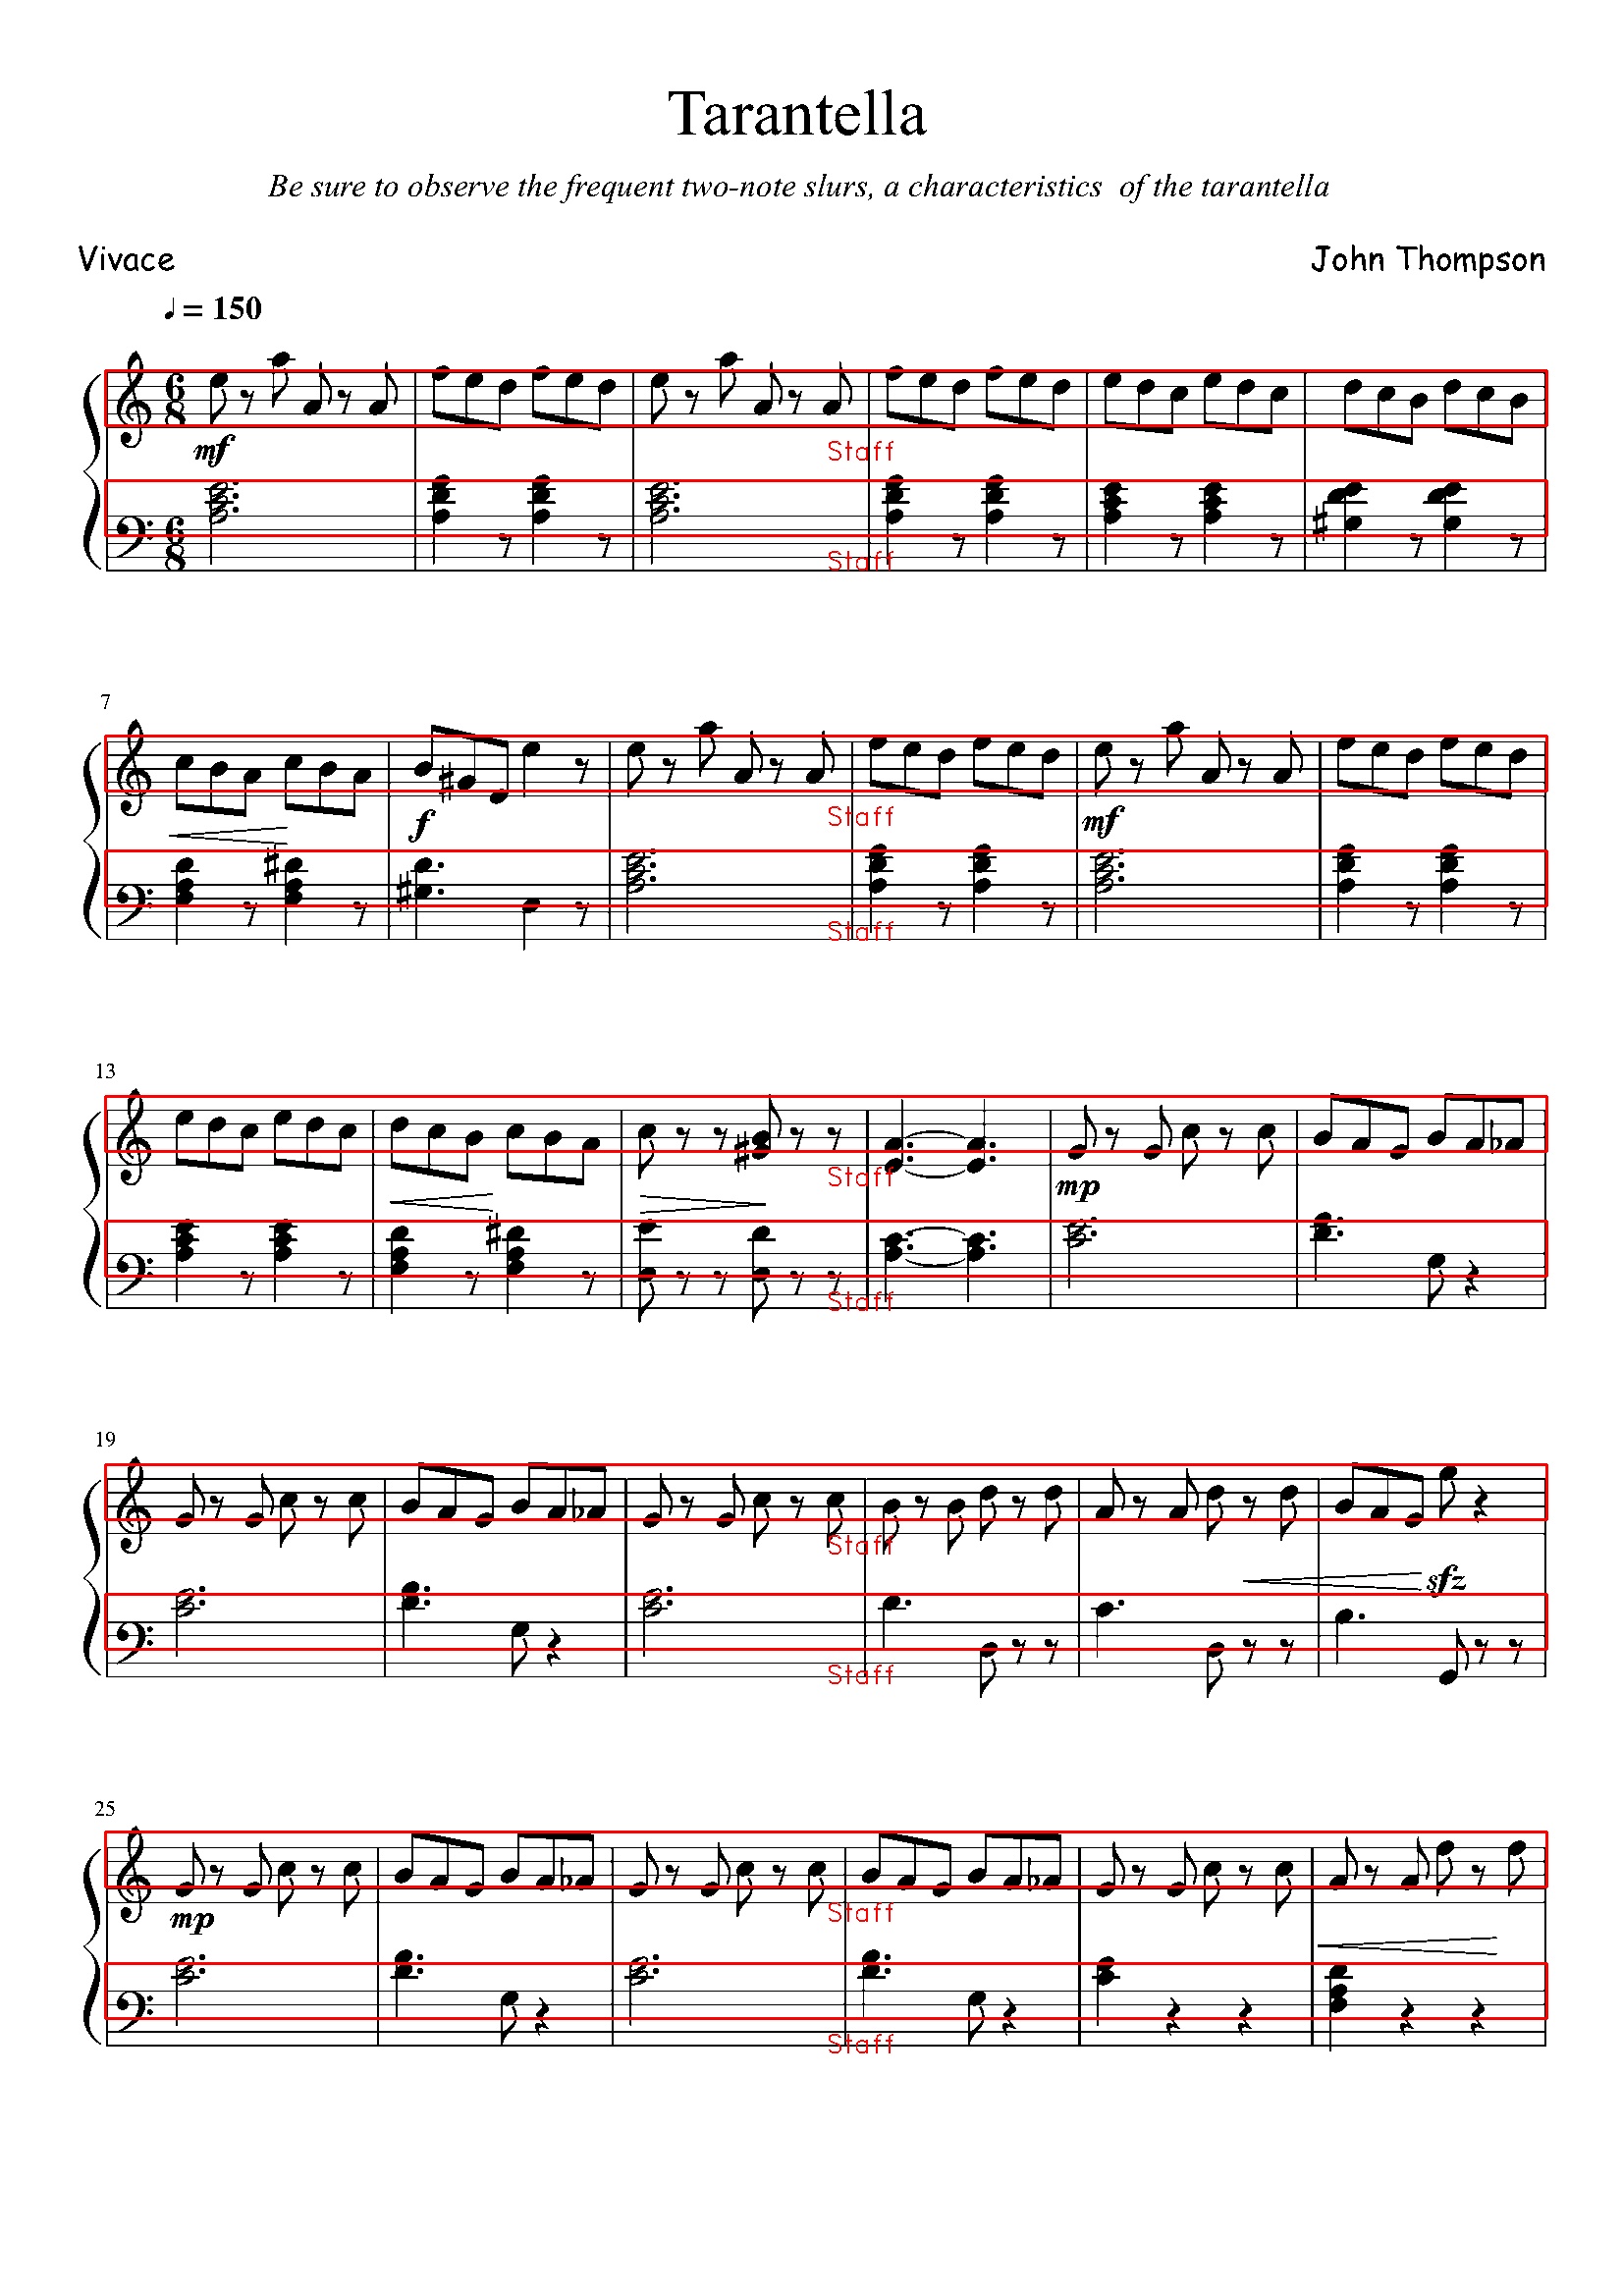 Tarantella
Be sure to observe the frequent two-note slurs, a characteristics of the tarantella
Vivace
John Thompson
= 150
6
8
mf
Staff
6
8
Staff
7
f
Staff
mf
Staff
13
Staff
mp
Staff
19
Staff
sfz
Staff
25
mp
Staff
Staff